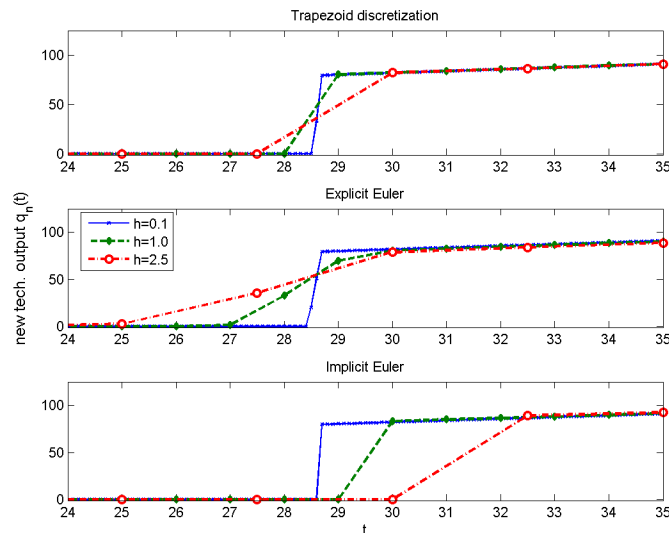 Trapezoid discretization
100
50
0
24 25 26 27 28 29 30 31 32 33 34 35
Explicit Euler
new tech. output q_n(t)
100
50
0
h=0.1
h=1.0
h=2.5
24 25 26 27 28 29 30 31 32 33 34 35
Implicit Euler
100
50
0
24 25 26 27 28 29 30 31 32 33 34 35
t